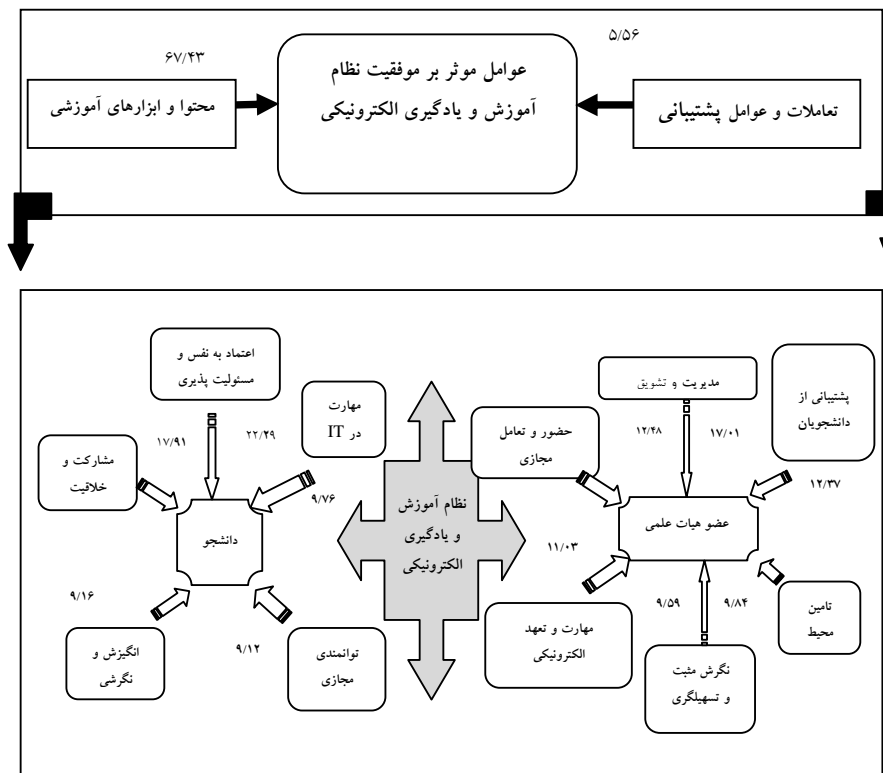 ۵/۵۶
۶۷/۴۳
عوامل موثر بر موفقیت نظام
آموزش و یادگیری الکترونیکی
تعاملات و عوامل پشتیبانی
محتوا و ابزارهای آموزشی
پشتیبانی از
دانشجویان
مدیریت و تشویق
۱۷/۰۱
۱۲/۴۸
حضور و تعامل
مجازی
۱۲/۳۷
عضو هیات علمی
۱۱/۰۳
۹/۸۴
۹/۵۹
تامین
محیط
مهارت و تعهد
الکترونیکی
نگرش مثبت
و تسهیلگری
نظام آموزش
و یادگیری
الکترونیکی
اعتماد به نفس و
مسئولیت پذیری
مهارت
در IT
۲۲/۲۹
۱۷/۹۱
مشارکت و
خلاقیت
۹/۷۶
دانشجو
۹/۱۶
۹/۱۲
توانمندی
مجازی
انگیزش و
نگرشی